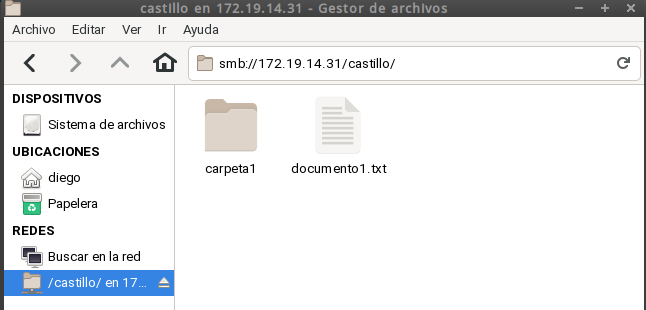 castillo en 172.19.14.31 - Gestor de archivos
Archivo Editar Ver Ir Ayuda
smb://172.19.14.31/castillo/
DISPOSITIVOS
Sistema de archivos
UBICACIONES
diego
Papelera
REDES
Buscar en la red
/castillo/ en 17...
carpeta1 documento1.txt